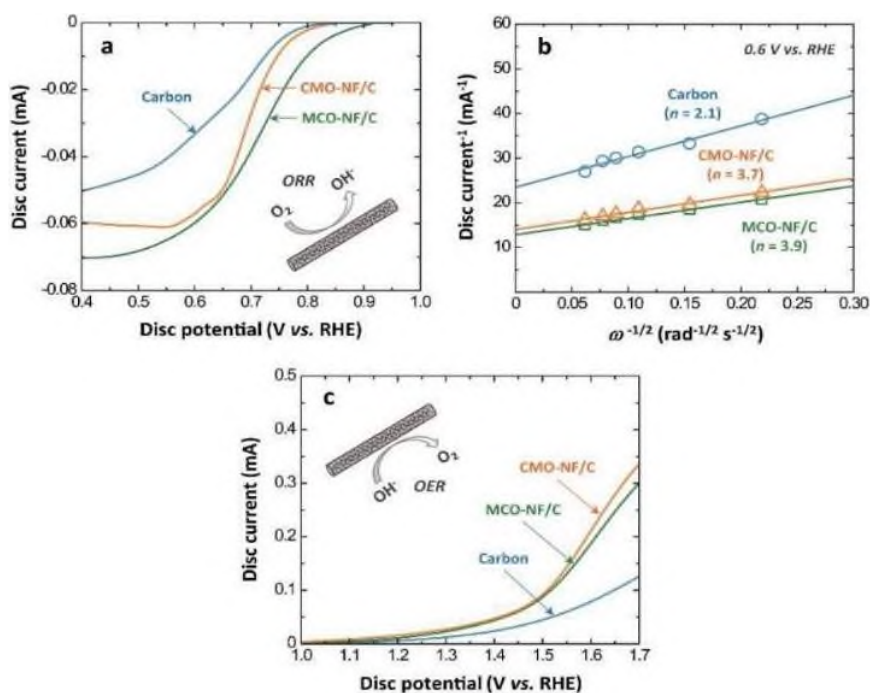 a
0
-0.02
-0.04
-0.06
-0.08
Disc current (mA)
Carbon
CMO-NF/C
MCO-NF/C
ORR
O₂
OH⁻
0.4 0.5 0.6 0.7 0.8 0.9 1.0
Disc potential (V vs. RHE)
b
0.6 V vs. RHE
60
50
40
30
20
10
Disc current⁻¹ (mA⁻¹)
Carbon
(n = 2.1)
CMO-NF/C
(n = 3.7)
MCO-NF/C
(n = 3.9)
0 0.05 0.10 0.15 0.20 0.25 0.30
ω⁻¹/² (rad⁻¹/² s⁻¹/²)
c
0.5
0.4
0.3
0.2
0.1
0
Disc current (mA)
O₂
OH⁻
OER
CMO-NF/C
MCO-NF/C
Carbon
1.0 1.1 1.2 1.3 1.4 1.5 1.6 1.7
Disc potential (V vs. RHE)